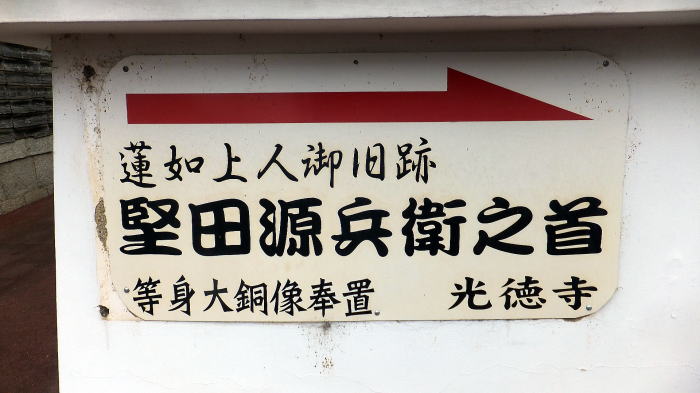 蓮如上人御旧跡
堅田源兵衛之首
等身大銅像奉置 光徳寺